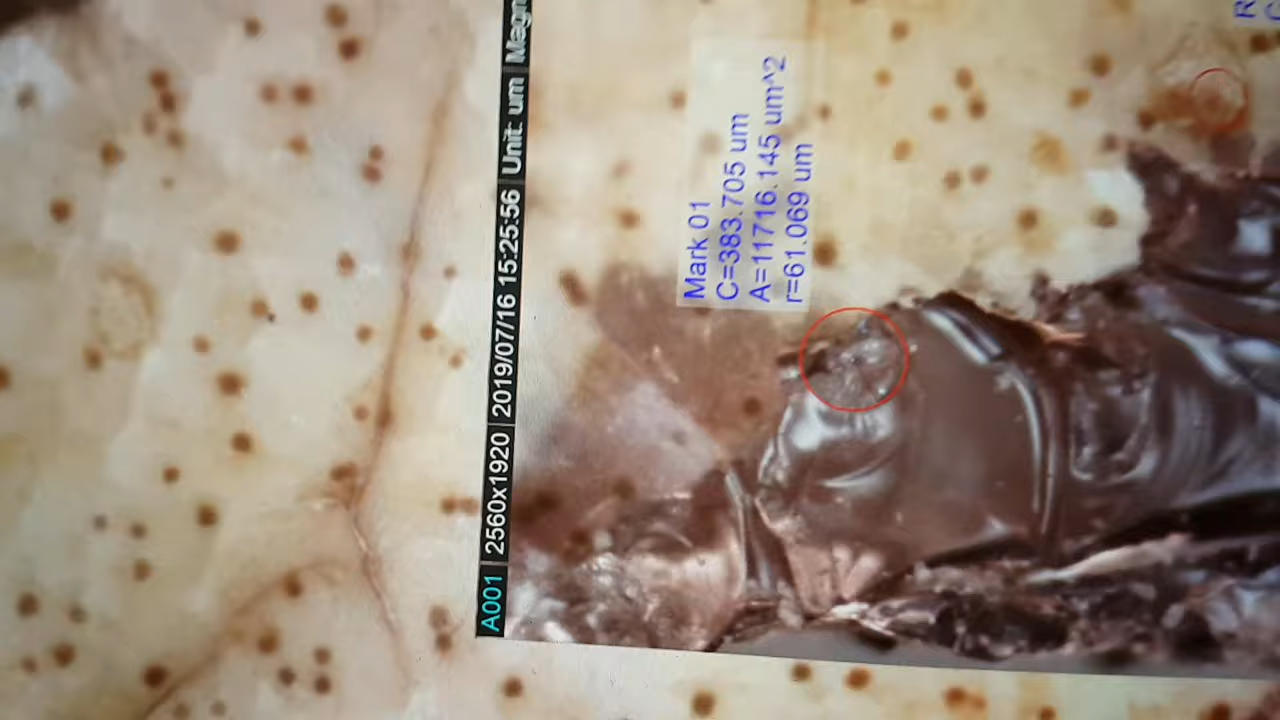 A001 | 2560x1920 | 2019/07/16 15:25:56 | Unit: um | Magn
Mark 01
C=383.705 um
A=11716.145 um^2
r=61.069 um
R
C